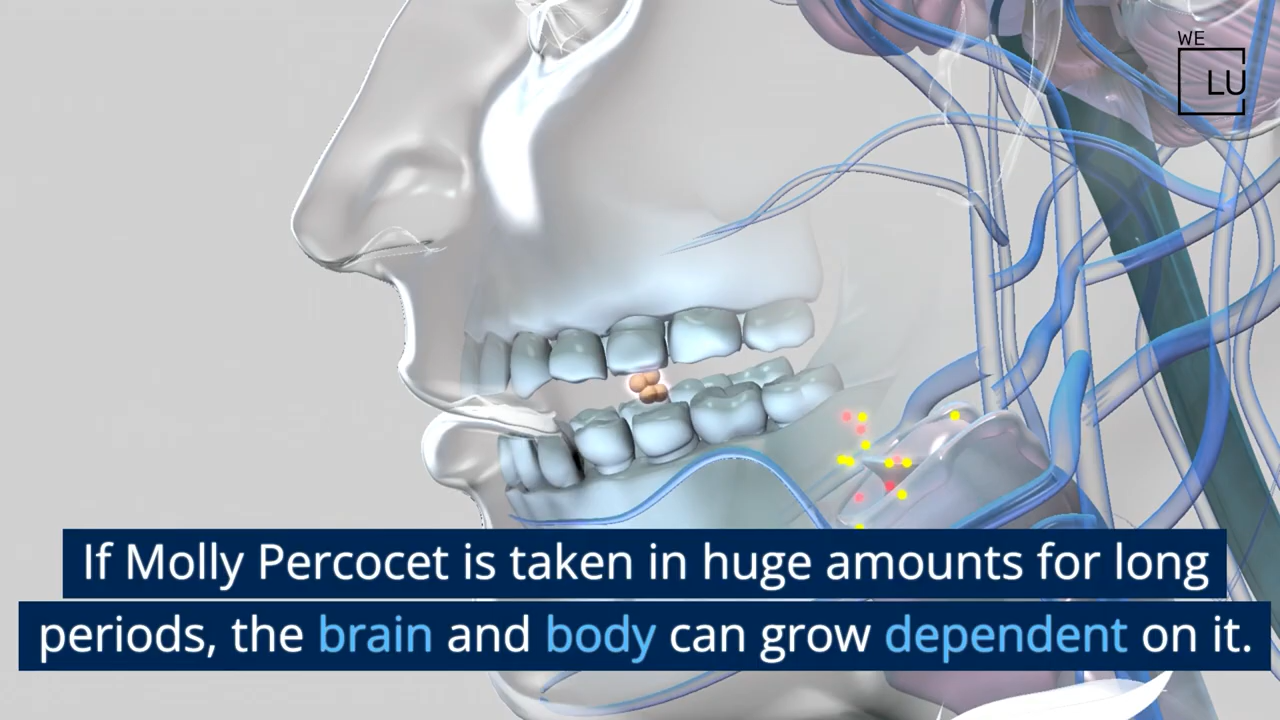 WE
LU
If Molly Percocet is taken in huge amounts for long
periods, the brain and body can grow dependent on it.